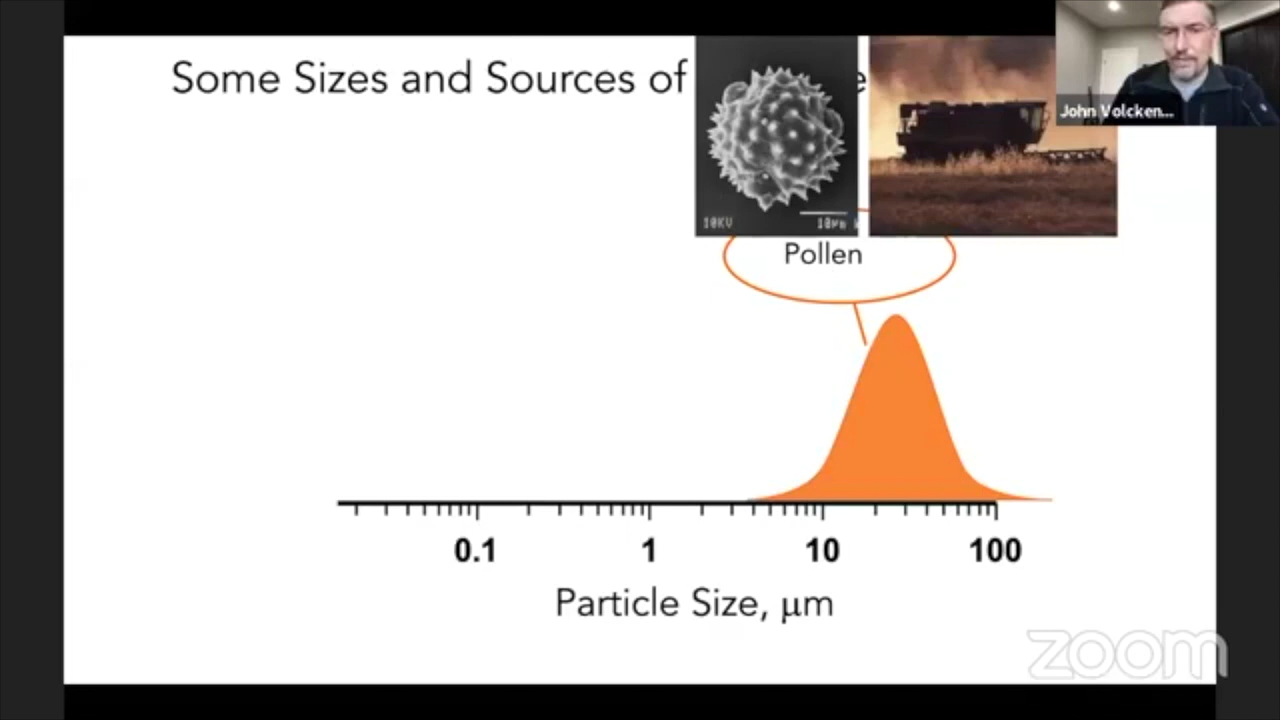 Some Sizes and Sources of
John Volcken...
10KV 10µm
Pollen
0.1 1 10 100
Particle Size, μm
zoom